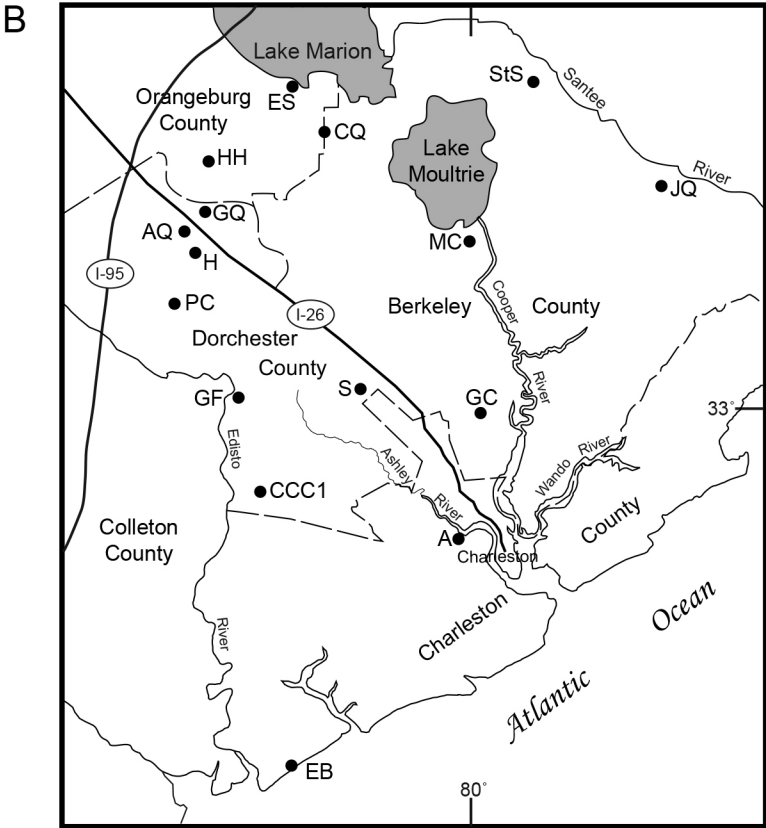 B
Lake Marion
StS
Santee
Orangeburg
County
ES
CQ
Lake
Moultrie
HH
River
JQ
GQ
AQ
H
MC
I-95
PC
Cooper
Berkeley
County
I-26
Dorchester
County
S
GF
GC
River
33°
Edisto
Ashley
River
Wando
River
CCC1
Colleton
County
County
A
Charleston
River
Charleston
Ocean
Atlantic
EB
80°